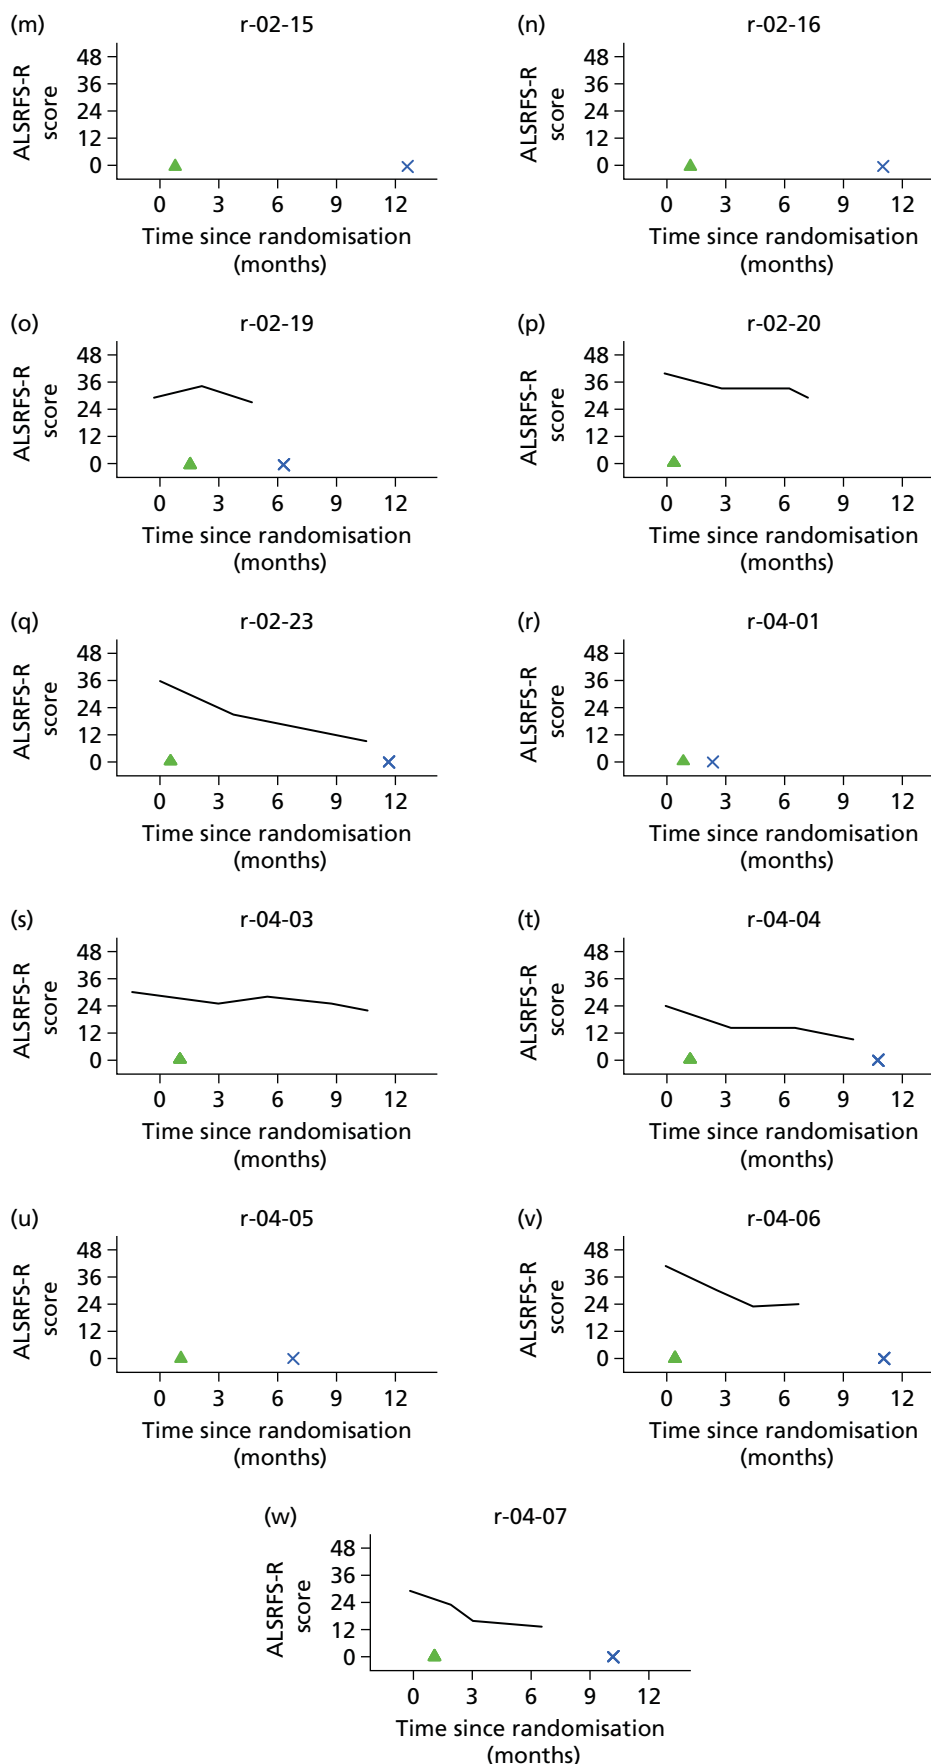 (m)
r-02-15
ALSRFS-R
score
48
36
24
12
0
0 3 6 9 12
Time since randomisation
(months)
(n)
r-02-16
ALSRFS-R
score
48
36
24
12
0
0 3 6 9 12
Time since randomisation
(months)
(o)
r-02-19
ALSRFS-R
score
48
36
24
12
0
0 3 6 9 12
Time since randomisation
(months)
(p)
r-02-20
ALSRFS-R
score
48
36
24
12
0
0 3 6 9 12
Time since randomisation
(months)
(q)
r-02-23
ALSRFS-R
score
48
36
24
12
0
0 3 6 9 12
Time since randomisation
(months)
(r)
r-04-01
ALSRFS-R
score
48
36
24
12
0
0 3 6 9 12
Time since randomisation
(months)
(s)
r-04-03
ALSRFS-R
score
48
36
24
12
0
0 3 6 9 12
Time since randomisation
(months)
(t)
r-04-04
ALSRFS-R
score
48
36
24
12
0
0 3 6 9 12
Time since randomisation
(months)
(u)
r-04-05
ALSRFS-R
score
48
36
24
12
0
0 3 6 9 12
Time since randomisation
(months)
(v)
r-04-06
ALSRFS-R
score
48
36
24
12
0
0 3 6 9 12
Time since randomisation
(months)
(w)
r-04-07
ALSRFS-R
score
48
36
24
12
0
0 3 6 9 12
Time since randomisation
(months)